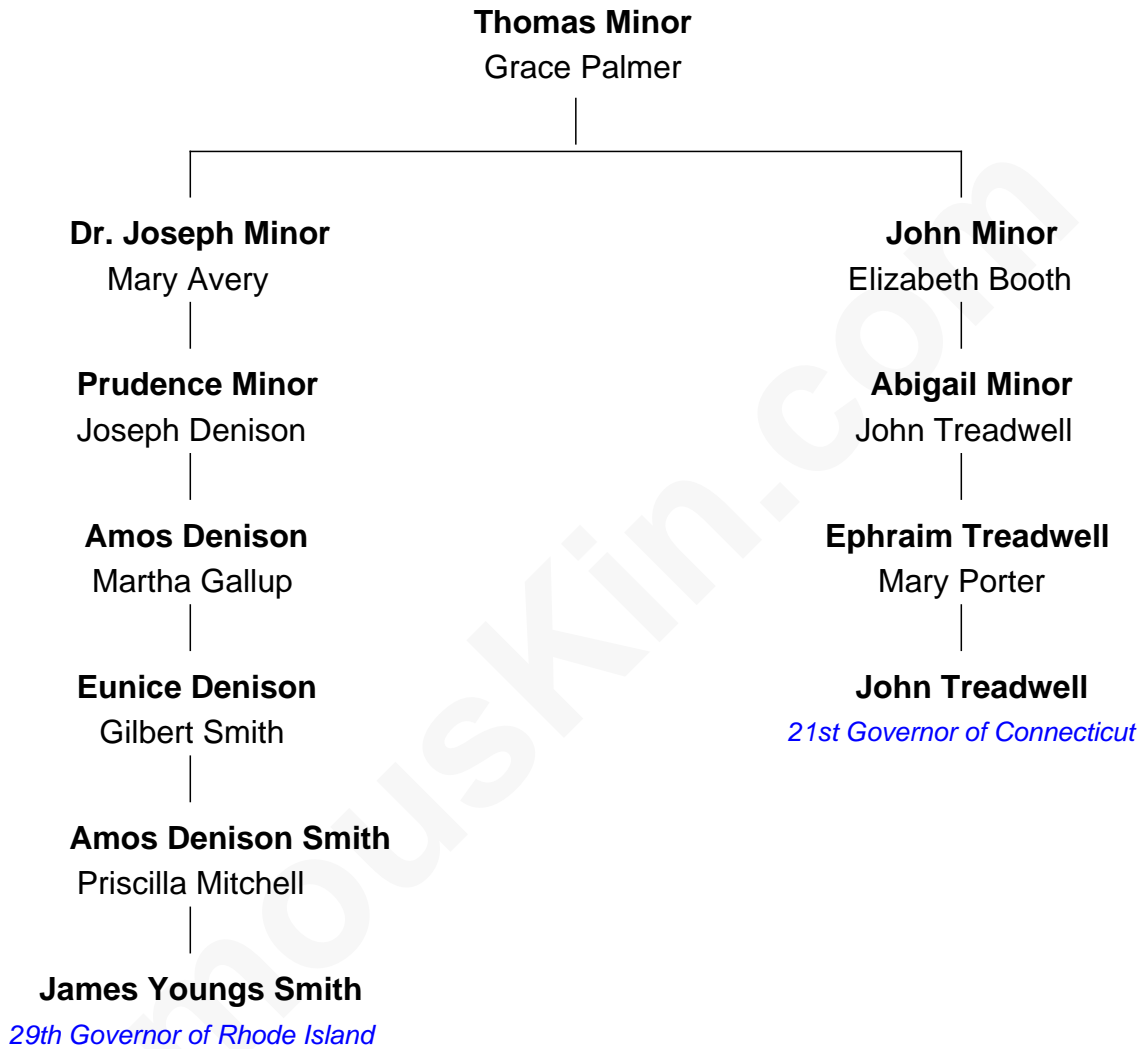 Thomas Minor
Grace Palmer
Dr. Joseph Minor
Mary Avery
John Minor
Elizabeth Booth
Prudence Minor
Joseph Denison
Abigail Minor
John Treadwell
Amos Denison
Martha Gallup
Ephraim Treadwell
Mary Porter
Eunice Denison
Gilbert Smith
John Treadwell
21st Governor of Connecticut
Amos Denison Smith
Priscilla Mitchell
James Youngs Smith
29th Governor of Rhode Island
mousKin.com